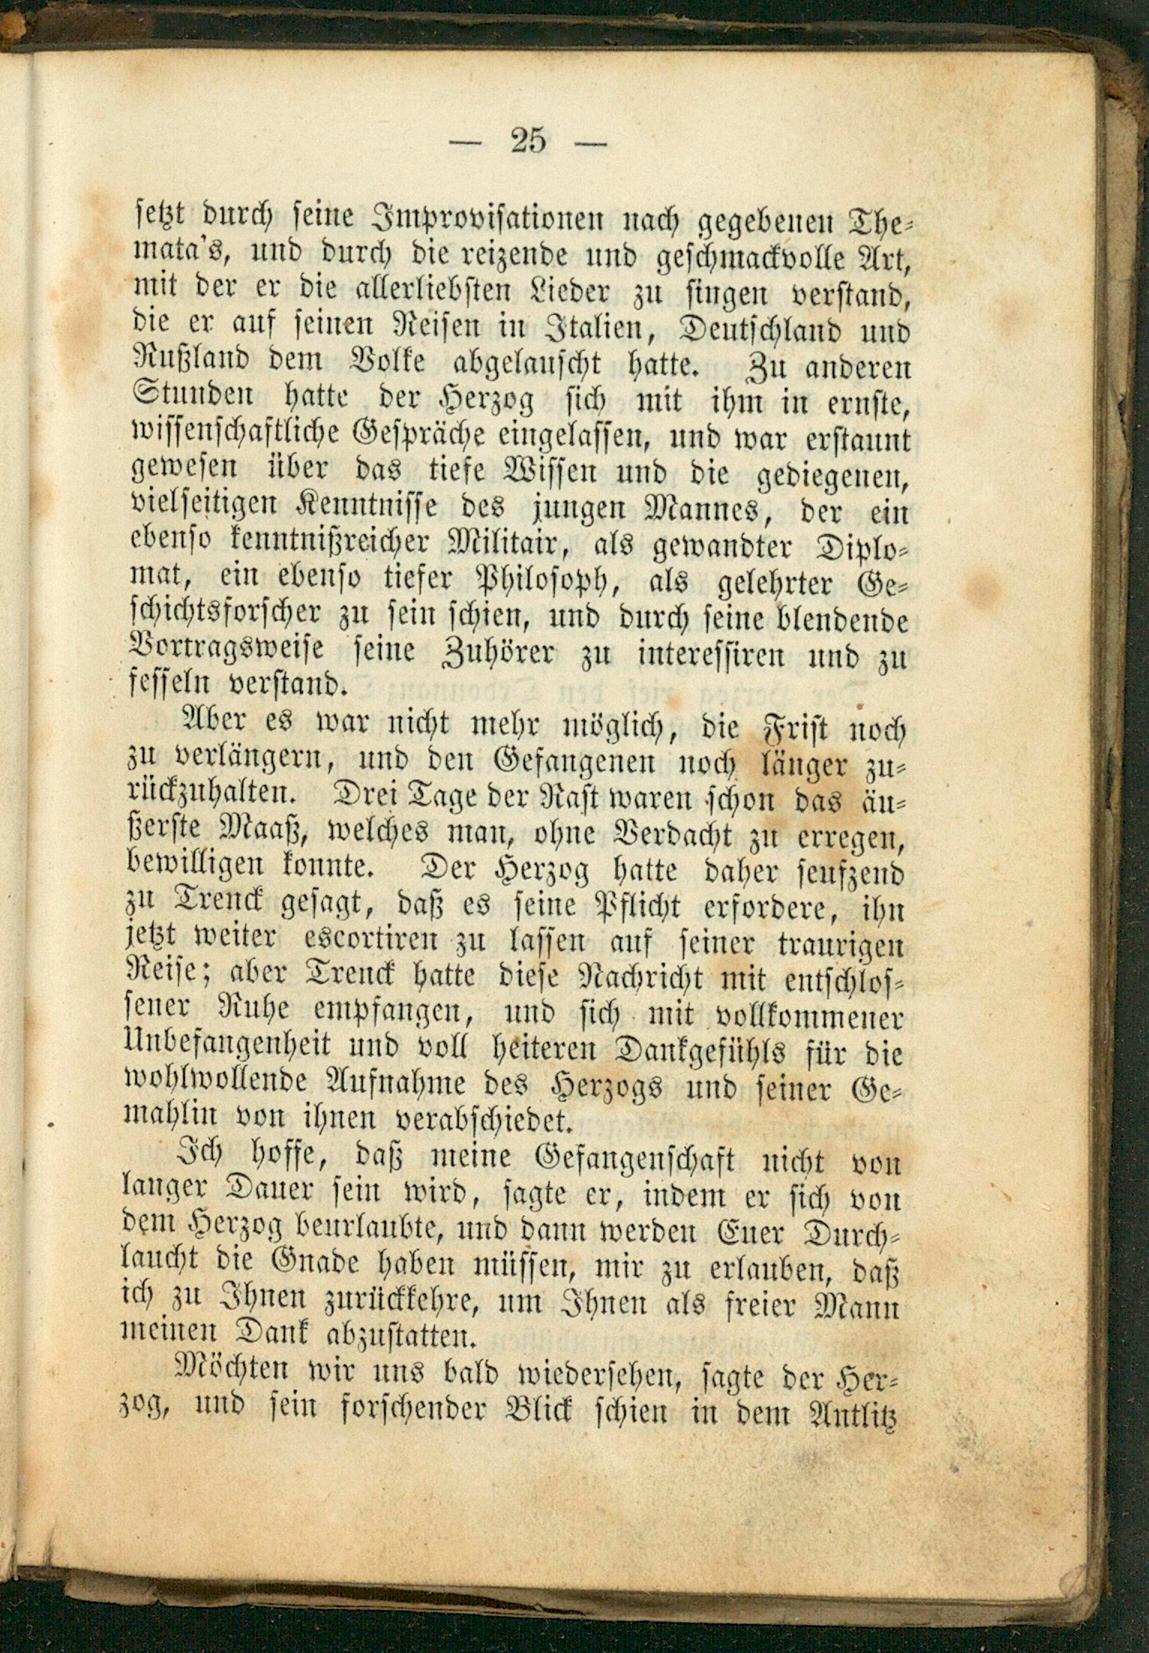 — 25 —
setzt durch seine Improvisationen nach gegebenen The-
mata's, und durch die reizende und geschmackvolle Art,
mit der er die allerliebsten Lieder zu singen verstand,
die er auf seinen Reisen in Italien, Deutschland und
Rußland dem Volke abgelauscht hatte. Zu anderen
Stunden hatte der Herzog sich mit ihm in ernste,
wissenschaftliche Gespräche eingelassen, und war erstaunt
gewesen über das tiefe Wissen und die gediegenen,
vielseitigen Kenntnisse des jungen Mannes, der ein
ebenso kenntnißreicher Militair, als gewandter Diplo-
mat, ein ebenso tiefer Philosoph, als gelehrter Ge-
schichtsforscher zu sein schien, und durch seine blendende
Vortragsweise seine Zuhörer zu interessiren und zu
fesseln verstand.
Aber es war nicht mehr möglich, die Frist noch
zu verlängern, und den Gefangenen noch länger zu-
rückzuhalten. Drei Tage der Rast waren schon das äu-
ßerste Maaß, welches man, ohne Verdacht zu erregen,
bewilligen konnte. Der Herzog hatte daher seufzend
zu Trenck gesagt, daß es seine Pflicht erfordere, ihn
jetzt weiter escortiren zu lassen auf seiner traurigen
Reise; aber Trenck hatte diese Nachricht mit entschlos-
sener Ruhe empfangen, und sich mit vollkommener
Unbefangenheit und voll heiteren Dankgefühls für die
wohlwollende Aufnahme des Herzogs und seiner Ge-
mahlin von ihnen verabschiedet.
Ich hoffe, daß meine Gefangenschaft nicht von
langer Dauer sein wird, sagte er, indem er sich von
dem Herzog beurlaubte, und dann werden Euer Durch-
laucht die Gnade haben müssen, mir zu erlauben, daß
ich zu Ihnen zurückkehre, um Ihnen als freier Mann
meinen Dank abzustatten.
Möchten wir uns bald wiedersehen, sagte der Her-
zog, und sein forschender Blick schien in dem Antlitz